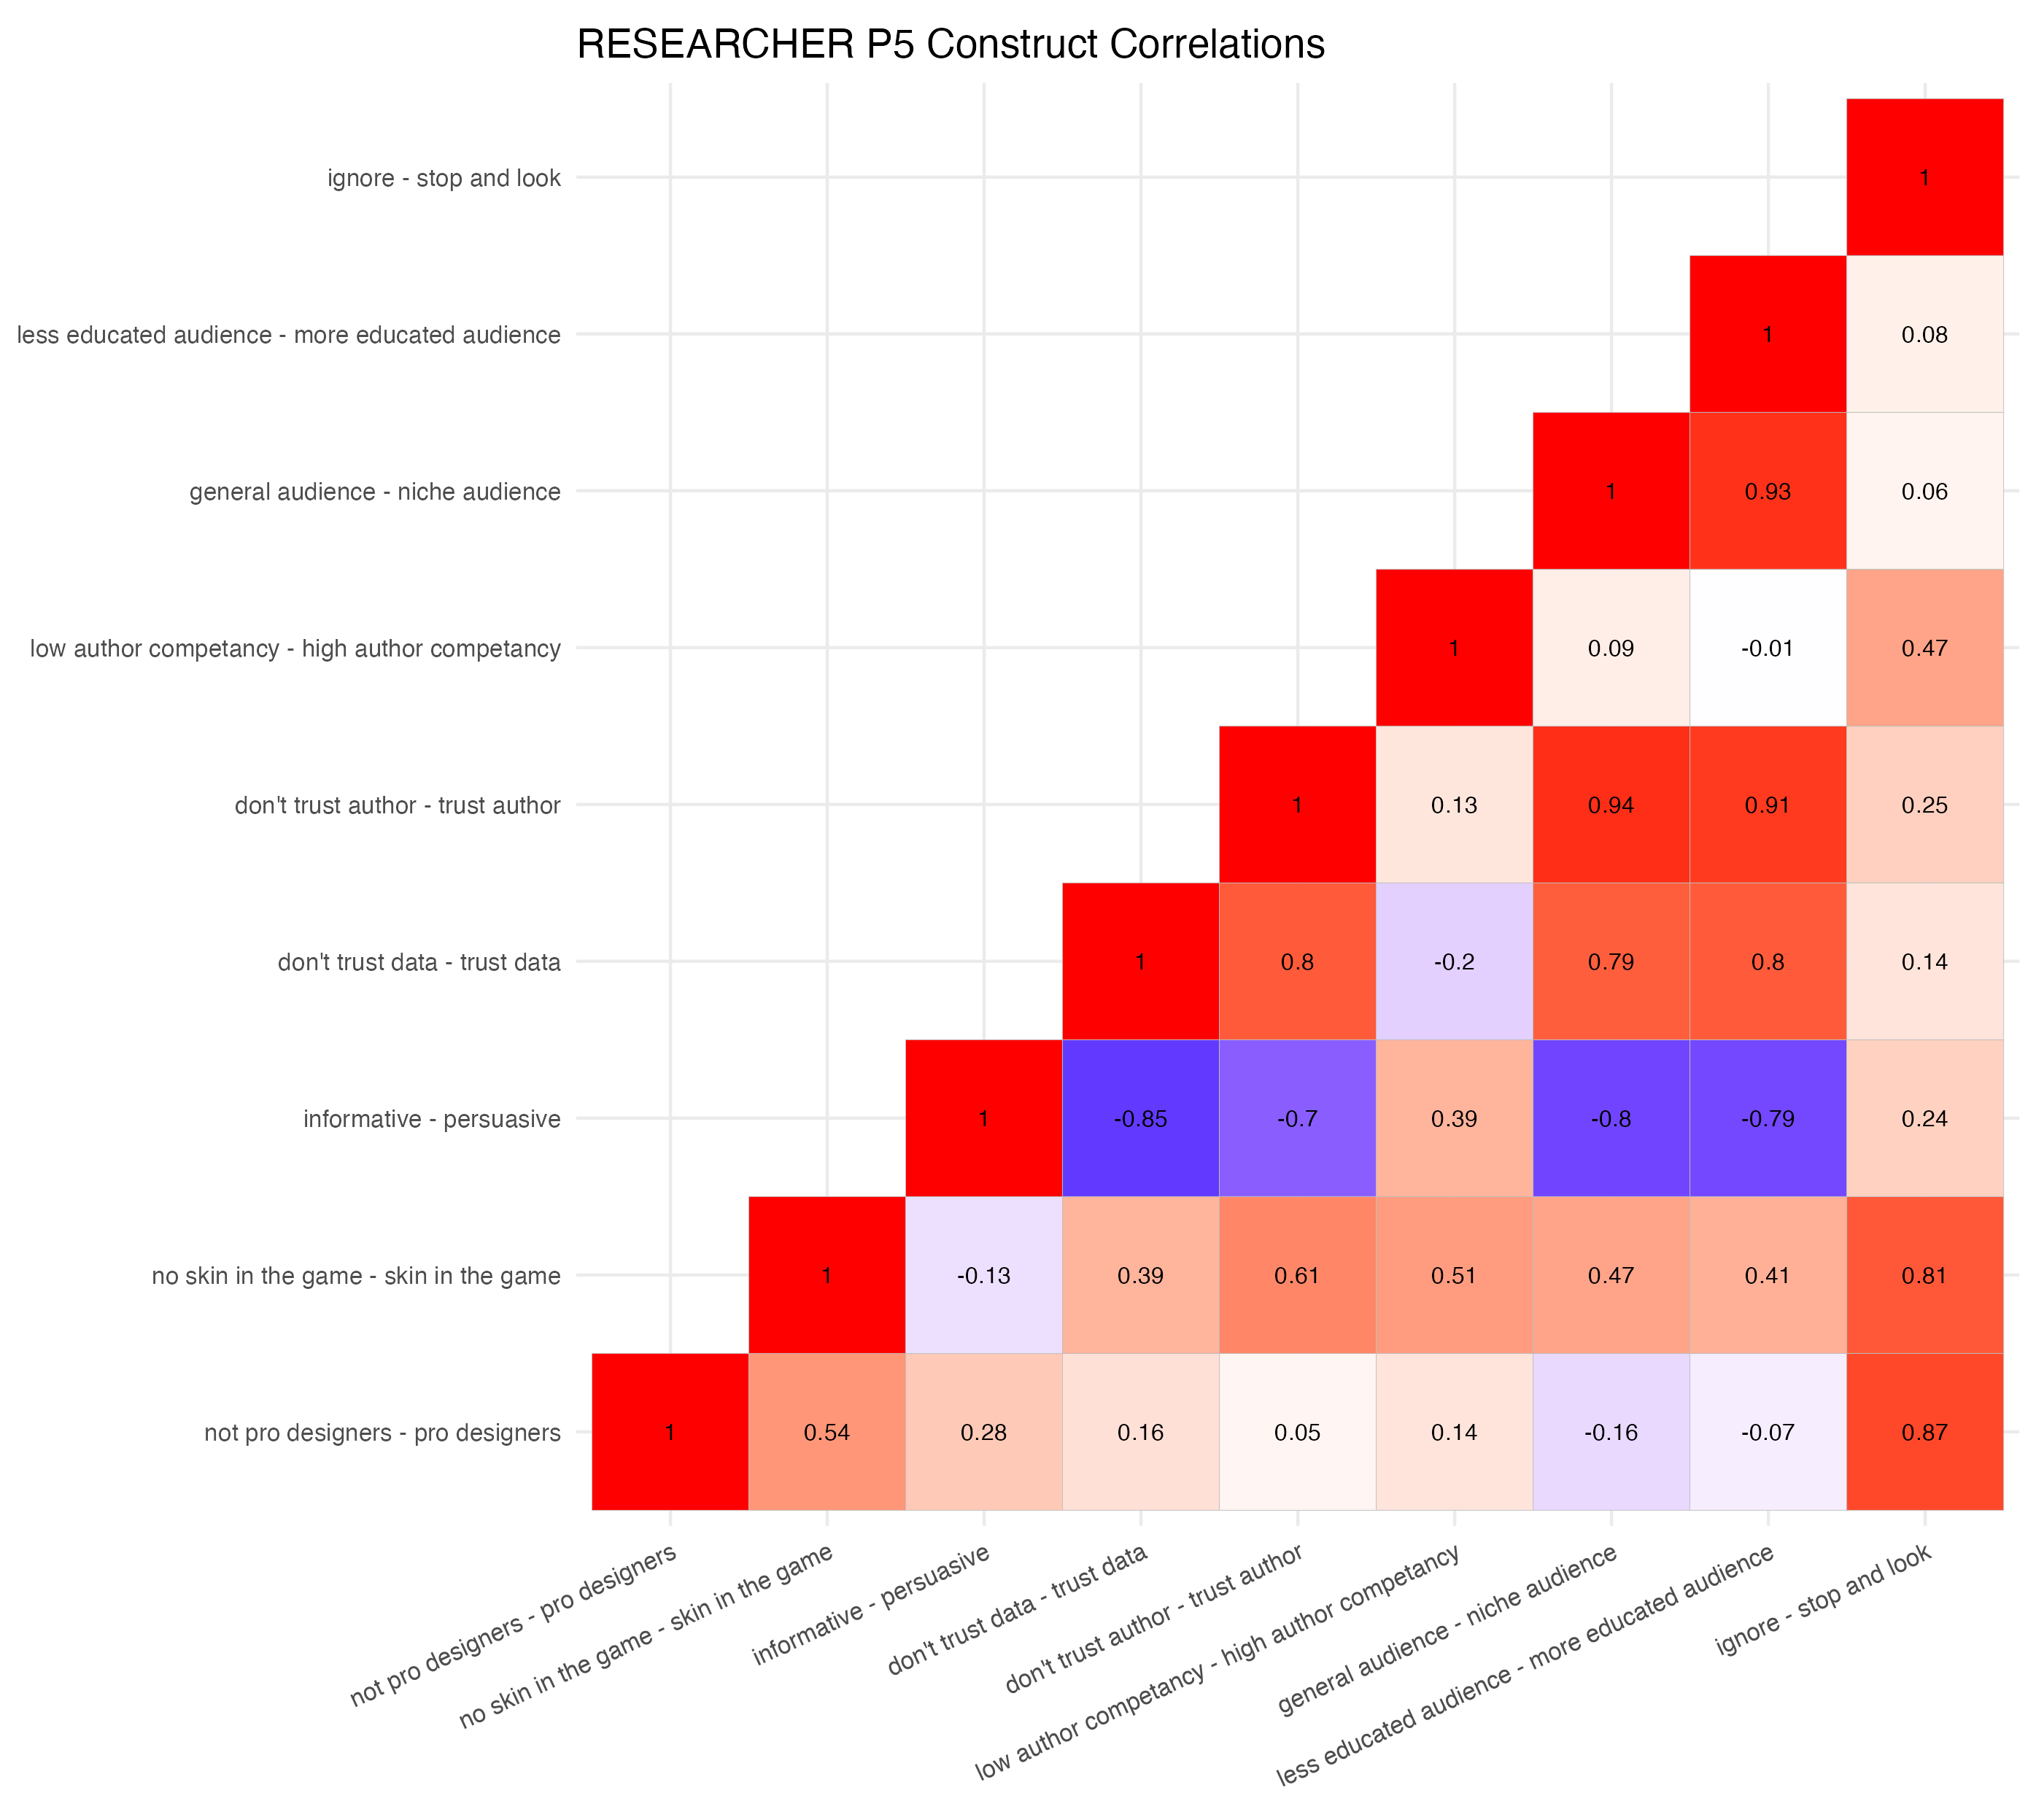 RESEARCHER P5 Construct Correlations
ignore - stop and look
1
less educated audience - more educated audience
1 0.08
general audience - niche audience
1 0.93 0.06
low author competancy - high author competancy
1 0.09 -0.01 0.47
don't trust author - trust author
1 0.13 0.94 0.91 0.25
don't trust data - trust data
1 0.8 -0.2 0.79 0.8 0.14
informative - persuasive
1 -0.85 -0.7 0.39 -0.8 -0.79 0.24
no skin in the game - skin in the game
1 -0.13 0.39 0.61 0.51 0.47 0.41 0.81
not pro designers - pro designers
1 0.54 0.28 0.16 0.05 0.14 -0.16 -0.07 0.87
not pro designers - pro designers
no skin in the game - skin in the game
informative - persuasive
don't trust data - trust data
don't trust author - trust author
low author competancy - high author competancy
general audience - niche audience
less educated audience - more educated audience
ignore - stop and look